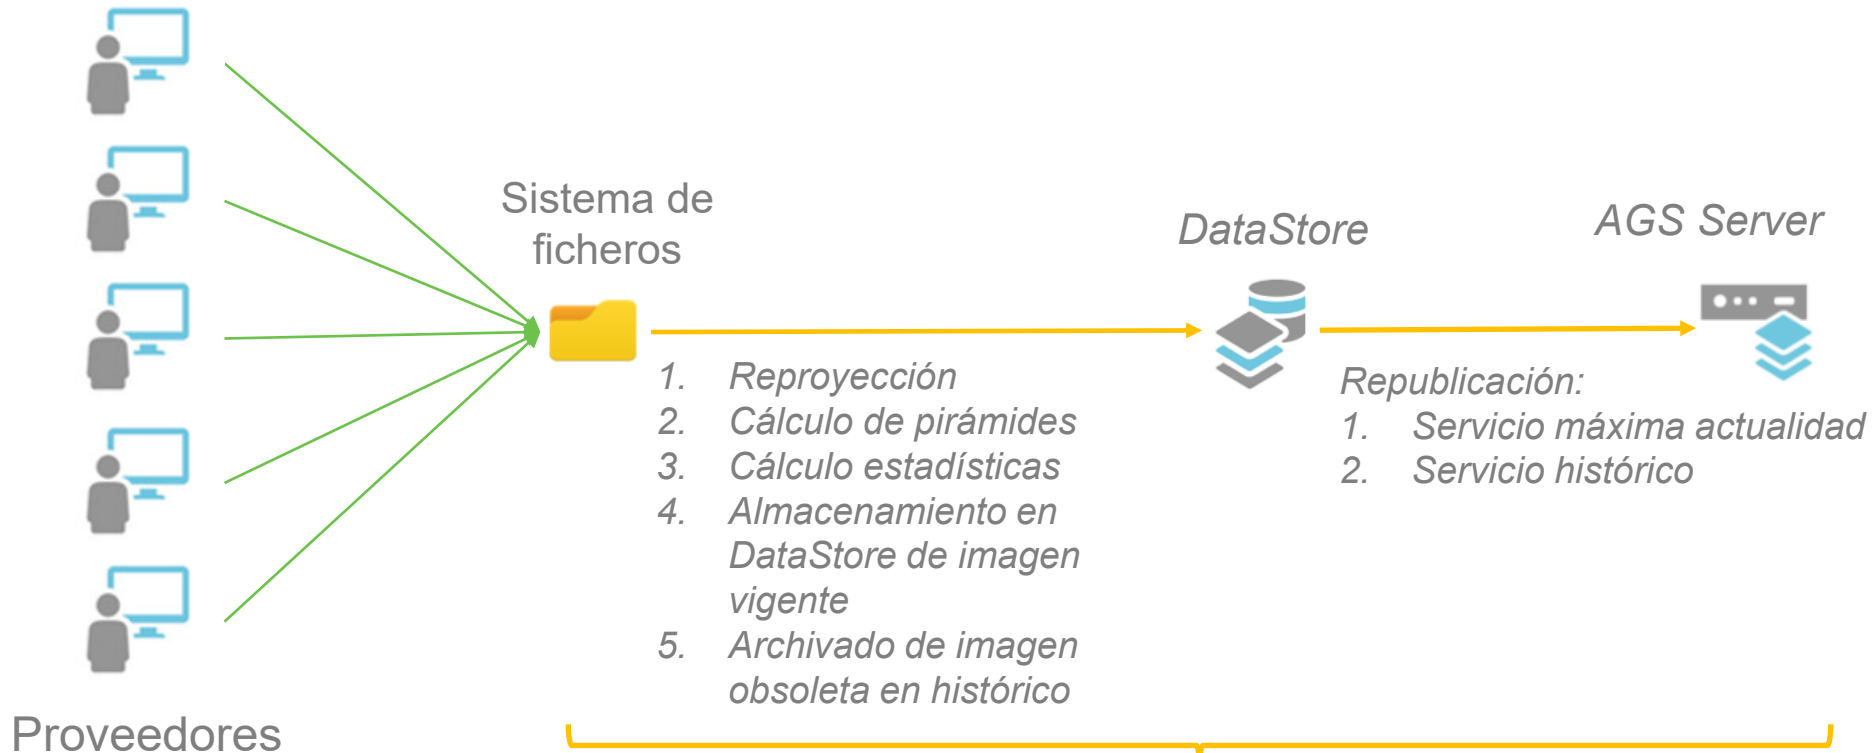 Sistema de
ficheros
DataStore
AGS Server
1. Reproyección
2. Cálculo de pirámides
3. Cálculo estadísticas
4. Almacenamiento en
DataStore de imagen
vigente
5. Archivado de imagen
obsoleta en histórico
Republicación:
1. Servicio máxima actualidad
2. Servicio histórico
Proveedores